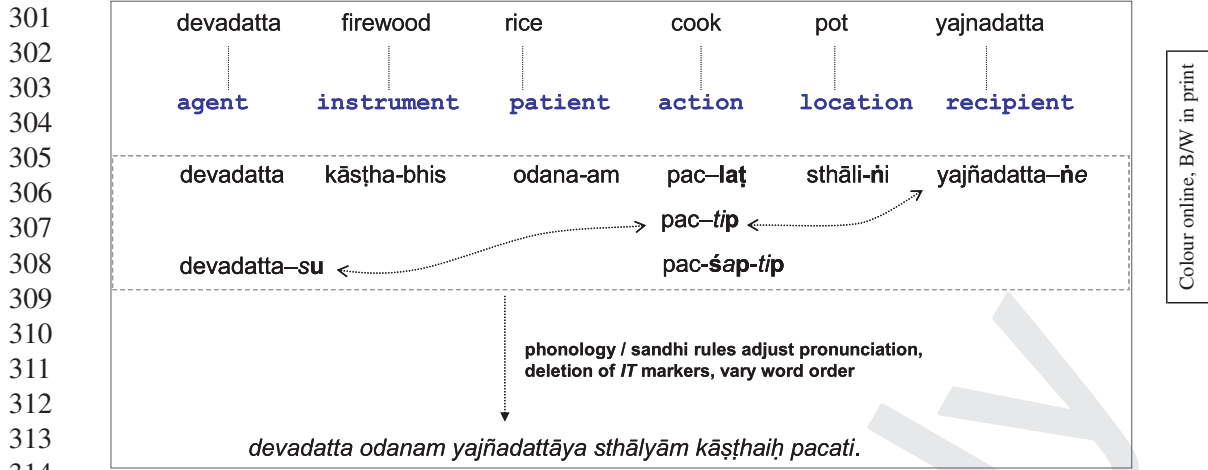 301
302
303
304
305
306
307
308
309
310
311
312
313
314
devadatta firewood rice cook pot yajnadatta
agent instrument patient action location recipient
devadatta kāsṭha-bhis odana-am pac–laṭ sthāli-ṅi yajñadatta–ṅe
pac–tip
devadatta–su pac-śap-tip
phonology / sandhi rules adjust pronunciation,
deletion of IT markers, vary word order
devadatta odanam yajñadattāya sthālyām kāṣṭhaiḥ pacati.
Colour online, B/W in print